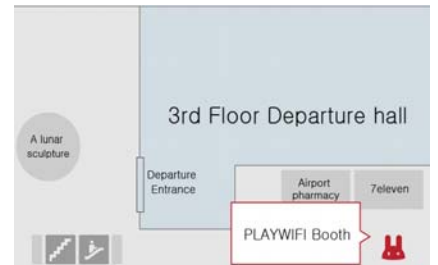 3rd Floor Departure hall
A lunar
sculpture
Departure
Entrance
Airport
pharmacy
7eleven
PLAYWIFI Booth